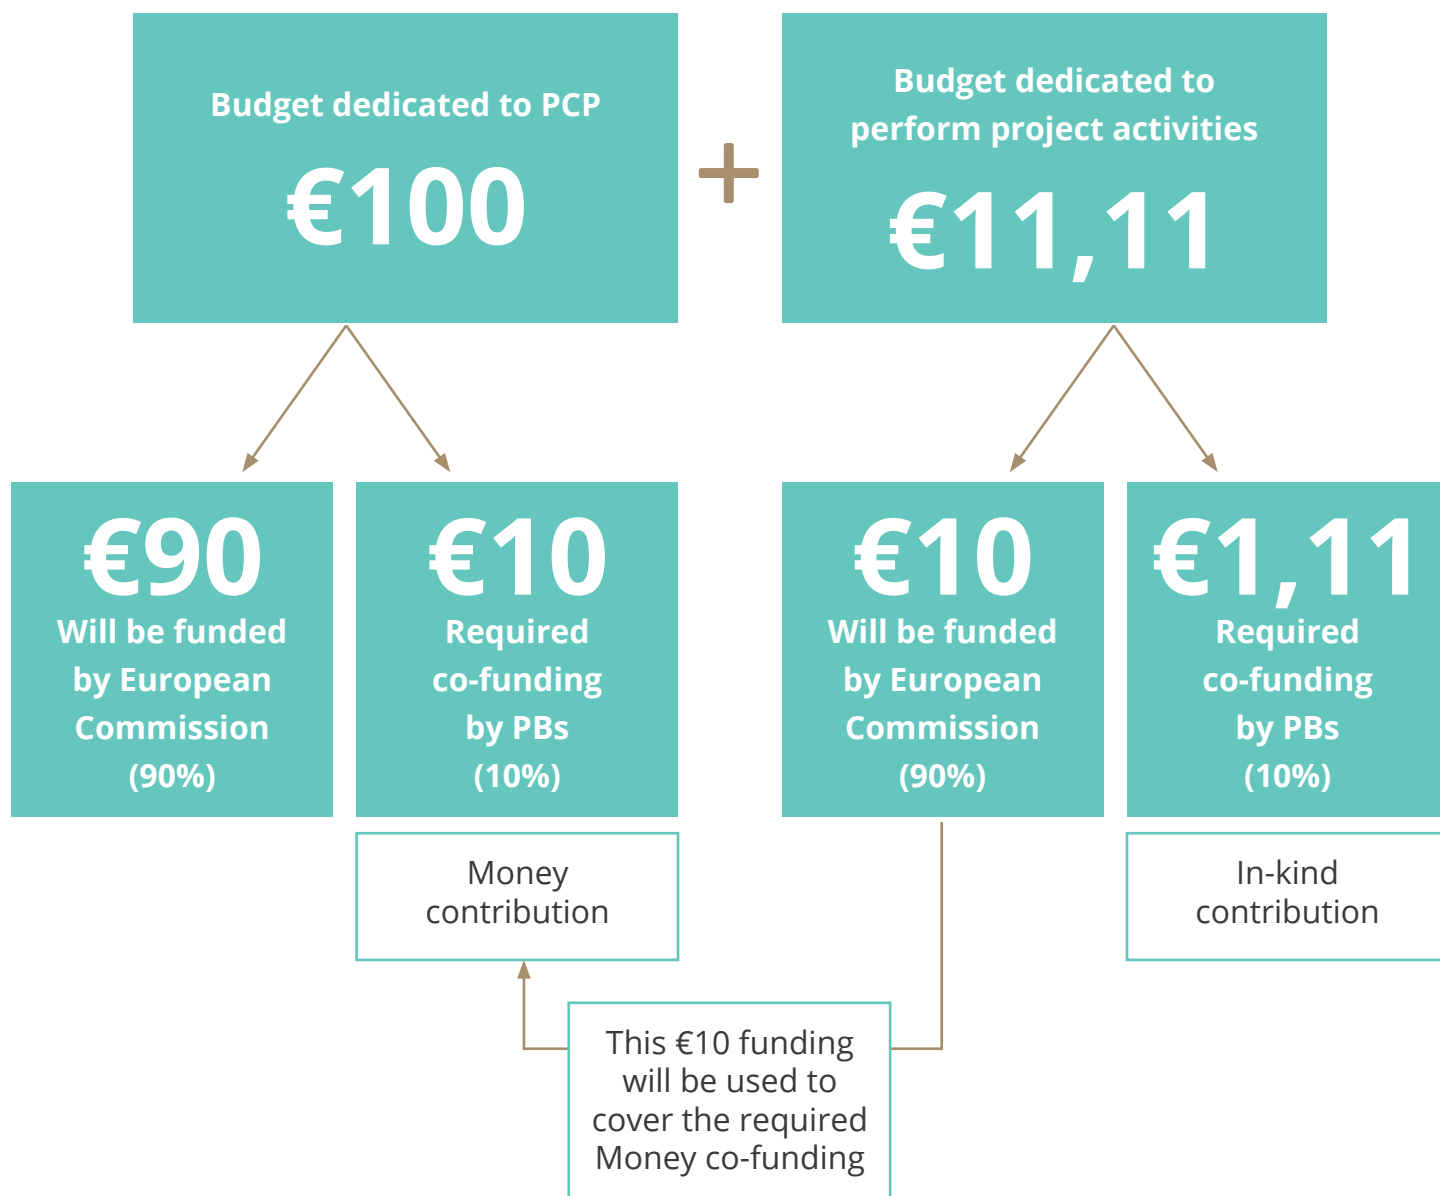 Budget dedicated to PCP
€100
+
Budget dedicated to
perform project activities
€11,11
€90
Will be funded
by European
Commission
(90%)
€10
Required
co-funding
by PBs
(10%)
€10
Will be funded
by European
Commission
(90%)
€1,11
Required
co-funding
by PBs
(10%)
Money
contribution
In-kind
contribution
This €10 funding
will be used to
cover the required
Money co-funding